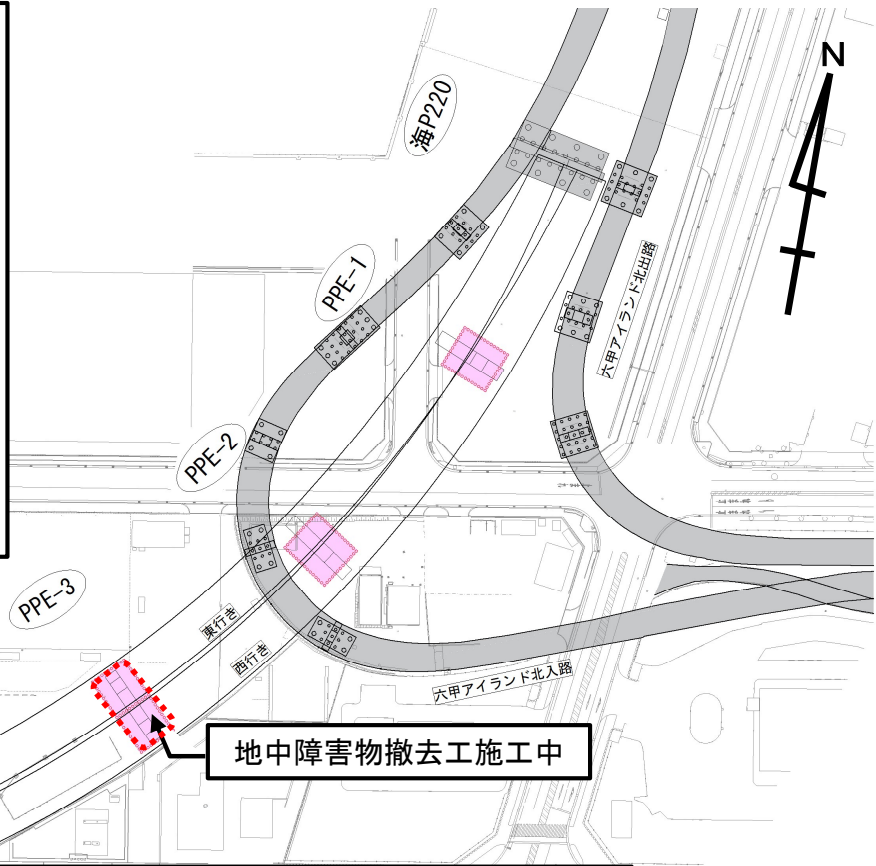 N
海P220
PPE-1
六甲アイランド北出路
PPE-2
PPE-3
東行き
西行き
六甲アイランド北入路
地中障害物撤去工施工中